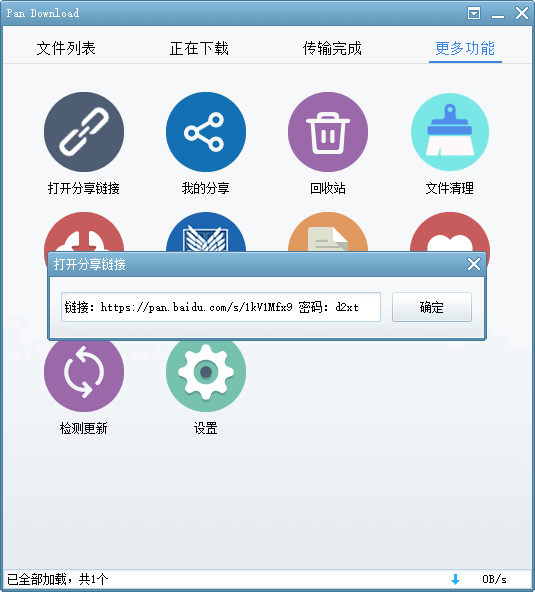 Pan Download
文件列表 正在下载 传输完成 更多功能
打开分享链接 我的分享 回收站 文件清理
打开分享链接
链接: https://pan.baidu.com/s/1kV1Mfx9 密码: d2xt 确定
检测更新 设置
已全部加载，共1个 0B/s